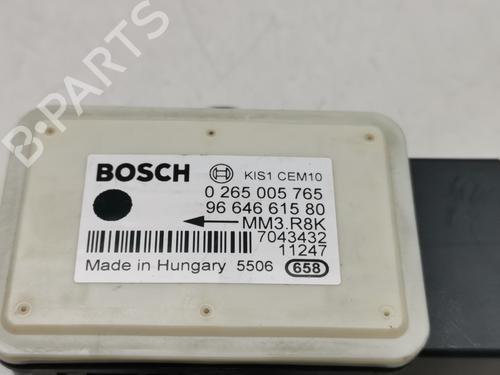 B-PARTS
BOSCH KIS1 CEM10
0 265 005 765
96 646 615 80
MM3.R8K
7043432
11247
Made in Hungary 5506 658